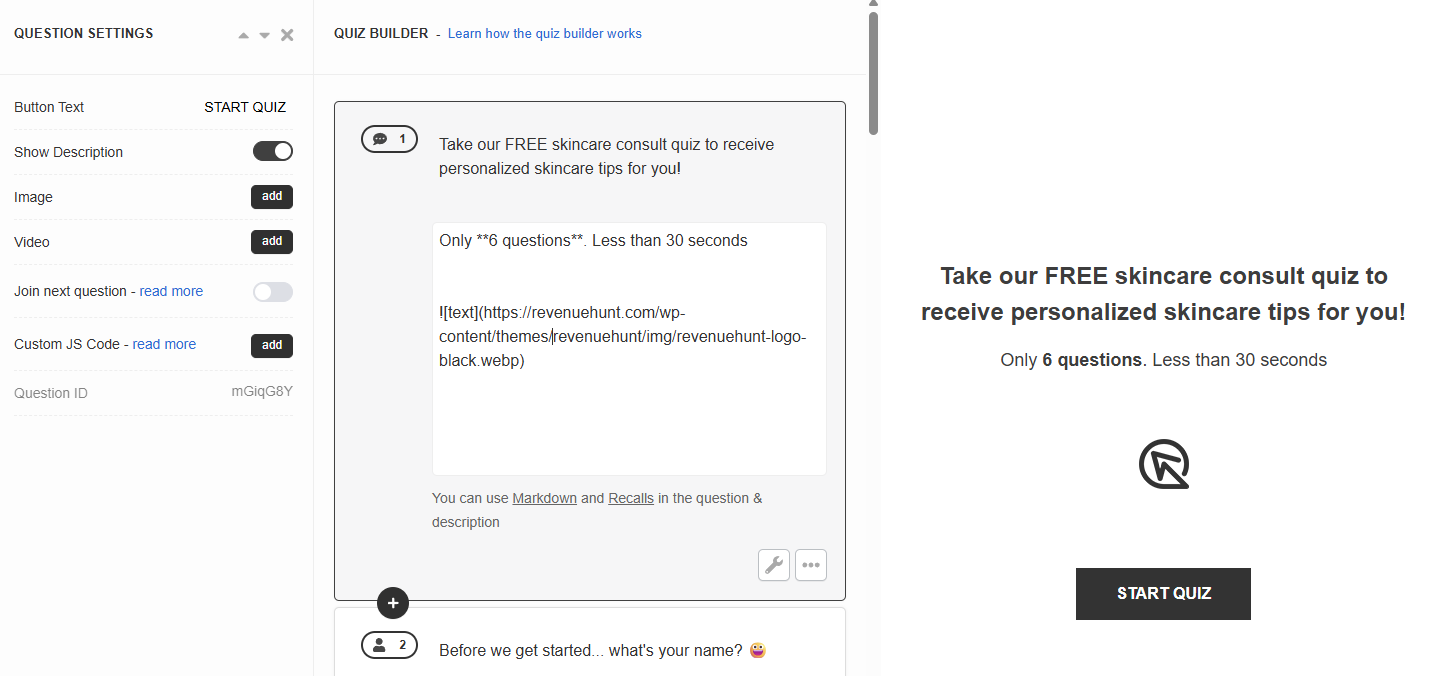 QUESTION SETTINGS
Button Text START QUIZ
Show Description
Image add
Video add
Join next question - read more
Custom JS Code - read more add
Question ID mGiqG8Y
QUIZ BUILDER - Learn how the quiz builder works
1 Take our FREE skincare consult quiz to receive
personalized skincare tips for you!
Only **6 questions**. Less than 30 seconds
![text](https://revenuehunt.com/wp-
content/themes/revenuehunt/img/revenuehunt-logo-
black.webp)
You can use Markdown and Recalls in the question &
description
+
2 Before we get started... what's your name? 😀
Take our FREE skincare consult quiz to
receive personalized skincare tips for you!
Only 6 questions. Less than 30 seconds
START QUIZ